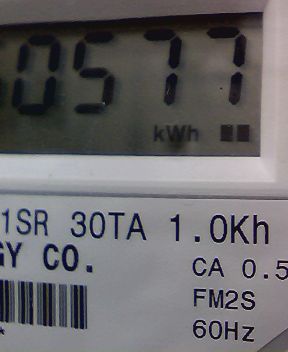 0577
kWh
1SR 30TA 1.0Kh
GY CO.
CA 0.5
FM2S
60Hz